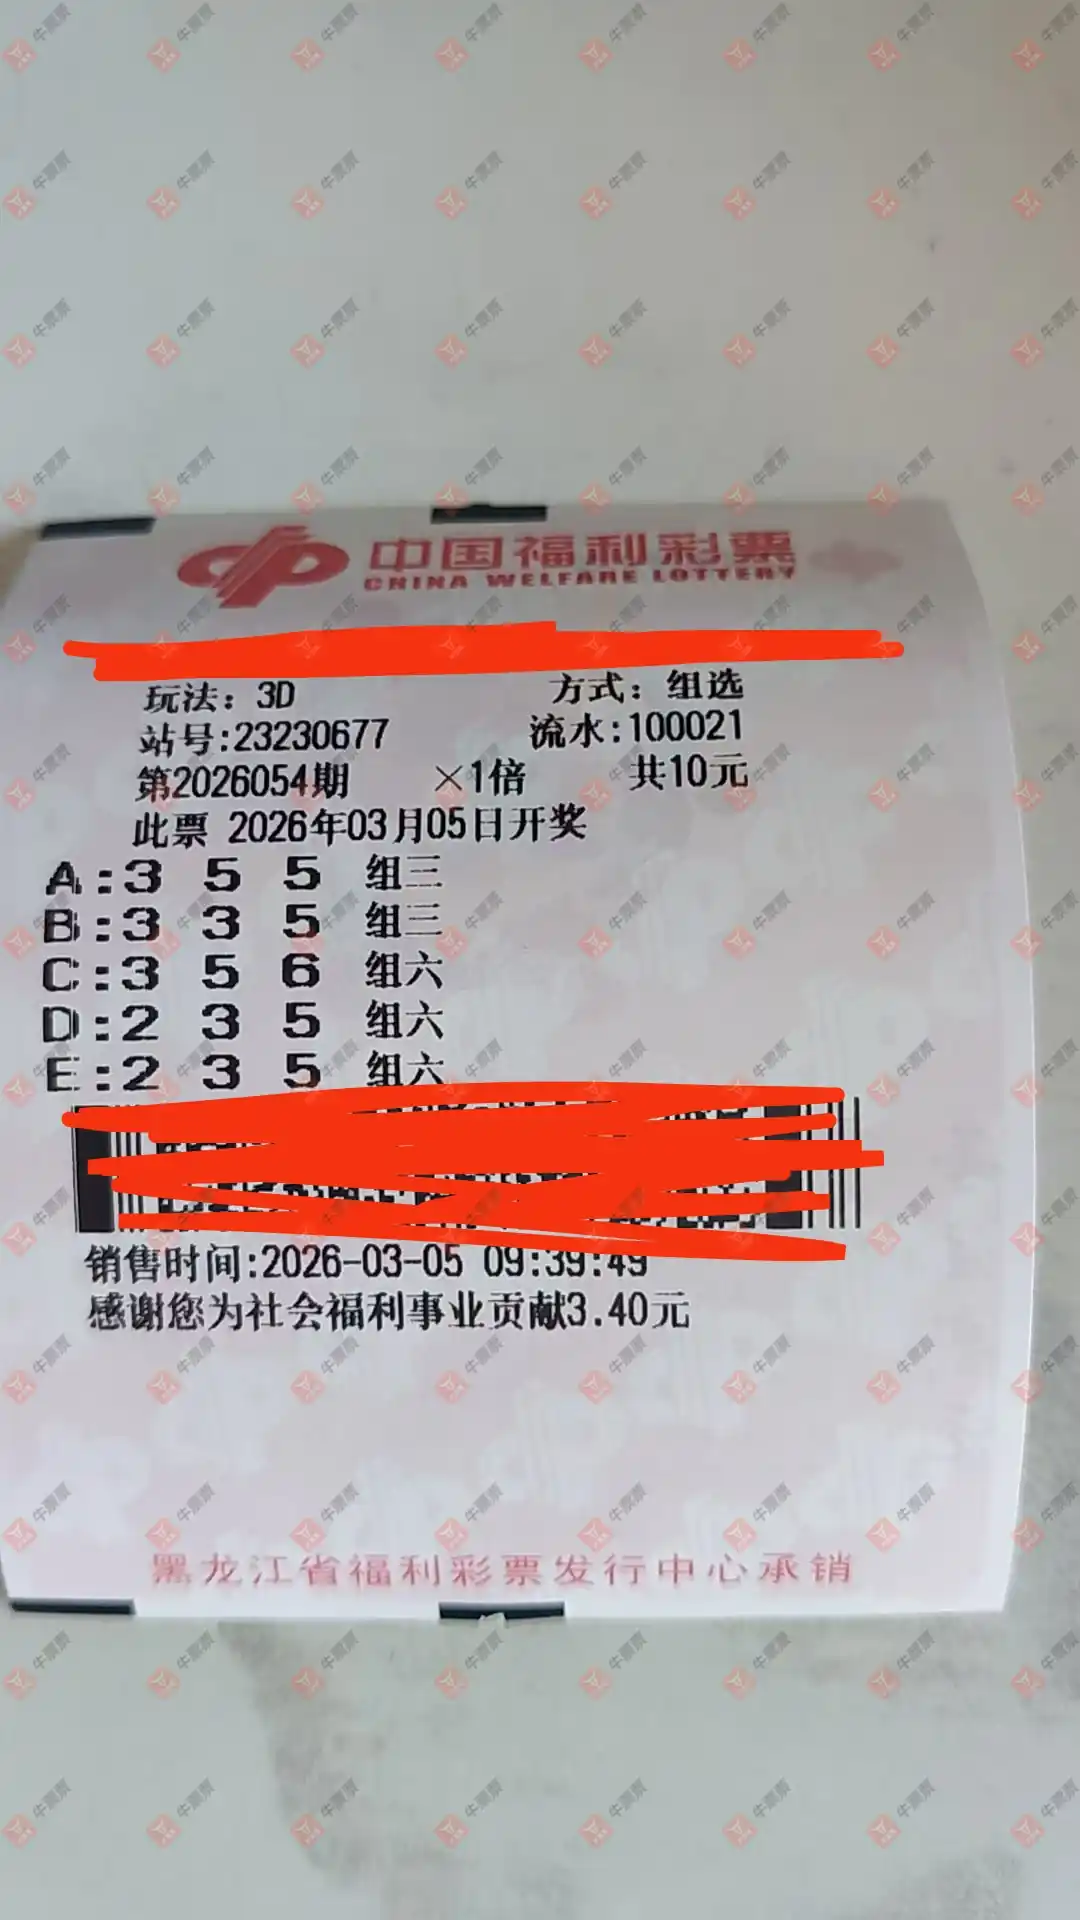 中国福利彩票
CHINA WELFARE LOTTERY
玩法：3D 方式：组选
站号:23230677 流水:100021
第2026054期 ×1倍 共10元
此票 2026年03月05日开奖
A:3 5 5 组三
B:3 3 5 组三
C:3 5 6 组六
D:2 3 5 组六
E:2 3 5 组六
销售时间:2026-03-05 09:39:49
感谢您为社会福利事业贡献3.40元
黑龙江省福利彩票发行中心承销